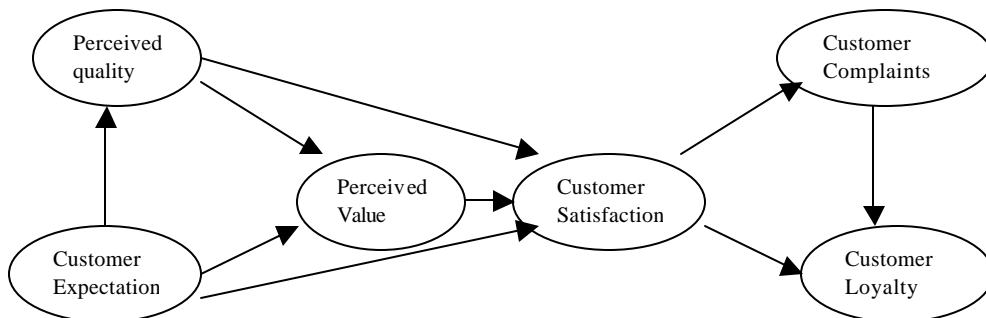 Perceived
quality
Customer
Complaints
Perceived
Value
Customer
Satisfaction
Customer
Expectation
Customer
Loyalty